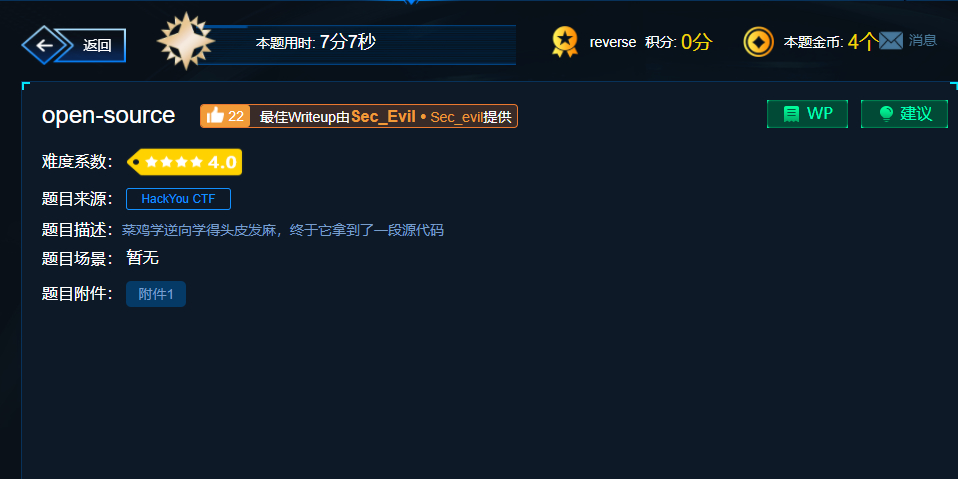 返回
本题用时: 7分7秒
reverse 积分: 0分
本题金币: 4个
消息
open-source
22 最佳Writeup由Sec_Evil • Sec_evil提供
WP
建议
难度系数： 4.0
题目来源： HackYou CTF
题目描述：菜鸡学逆向学得头皮发麻，终于它拿到了一段源代码
题目场景： 暂无
题目附件： 附件1